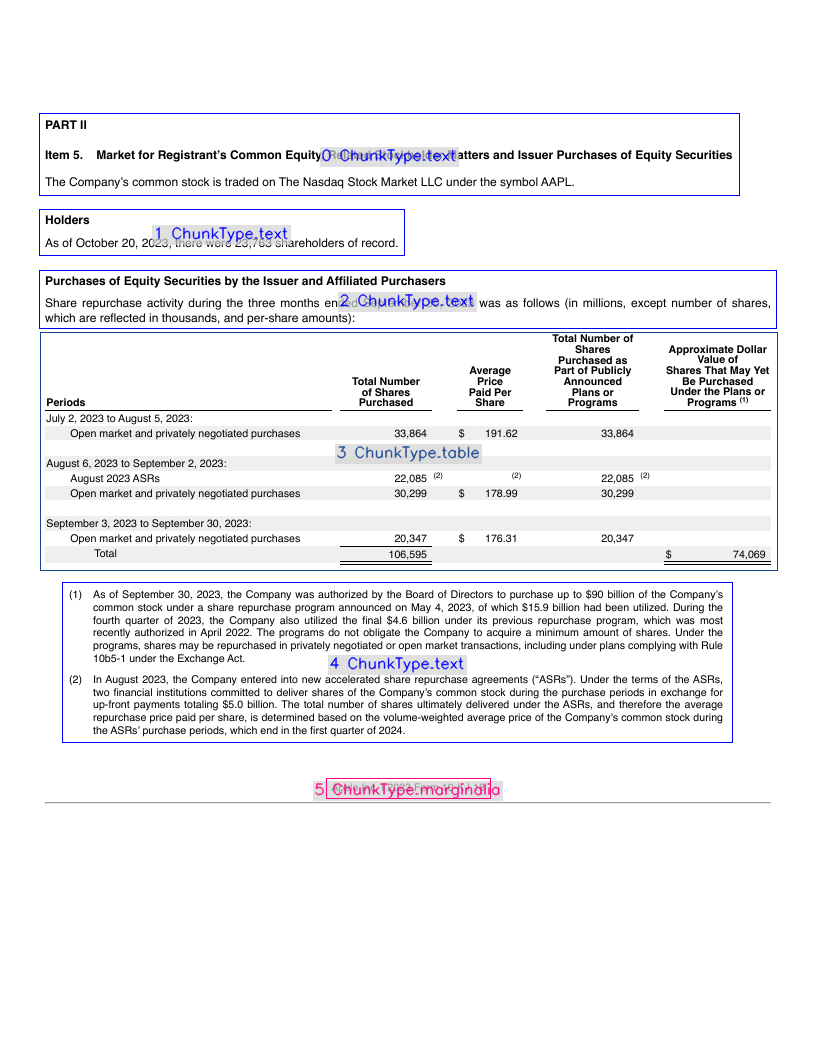 PART II
Item 5. Market for Registrant's Common Equity, atters and Issuer Purchases of Equity Securities
0 ChunkType.text
The Company's common stock is traded on The Nasdaq Stock Market LLC under the symbol AAPL.
Holders
1 ChunkType.text
As of October 20, 2023, there were 23,763 shareholders of record.
Purchases of Equity Securities by the Issuer and Affiliated Purchasers
2 ChunkType.text
Share repurchase activity during the three months was as follows (in millions, except number of shares,
which are reflected in thousands, and per-share amounts):
Periods Total Number of Shares Purchased Average Price Paid Per Share Total Number of Shares Purchased as Part of Publicly Announced Plans or Programs Approximate Dollar Value of Shares That May Yet Be Purchased Under the Plans or Programs (1)
July 2, 2023 to August 5, 2023:
Open market and privately negotiated purchases 33,864 $ 191.62 33,864
3 ChunkType.table
August 6, 2023 to September 2, 2023:
August 2023 ASRs 22,085 (2) (2) 22,085 (2)
Open market and privately negotiated purchases 30,299 $ 178.99 30,299
September 3, 2023 to September 30, 2023:
Open market and privately negotiated purchases 20,347 $ 176.31 20,347
Total 106,595 $ 74,069
(1) As of September 30, 2023, the Company was authorized by the Board of Directors to purchase up to $90 billion of the Company's
common stock under a share repurchase program announced on May 4, 2023, of which $15.9 billion had been utilized. During the
fourth quarter of 2023, the Company also utilized the final $4.6 billion under its previous repurchase program, which was most
recently authorized in April 2022. The programs do not obligate the Company to acquire a minimum amount of shares. Under the
programs, shares may be repurchased in privately negotiated or open market transactions, including under plans complying with Rule
10b5-1 under the Exchange Act.
4 ChunkType.text
(2) In August 2023, the Company entered into new accelerated share repurchase agreements ("ASRs"). Under the terms of the ASRs,
two financial institutions committed to deliver shares of the Company's common stock during the purchase periods in exchange for
up-front payments totaling $5.0 billion. The total number of shares ultimately delivered under the ASRs, and therefore the average
repurchase price paid per share, is determined based on the volume-weighted average price of the Company's common stock during
the ASRs' purchase periods, which end in the first quarter of 2024.
5 ChunkType.marginalia